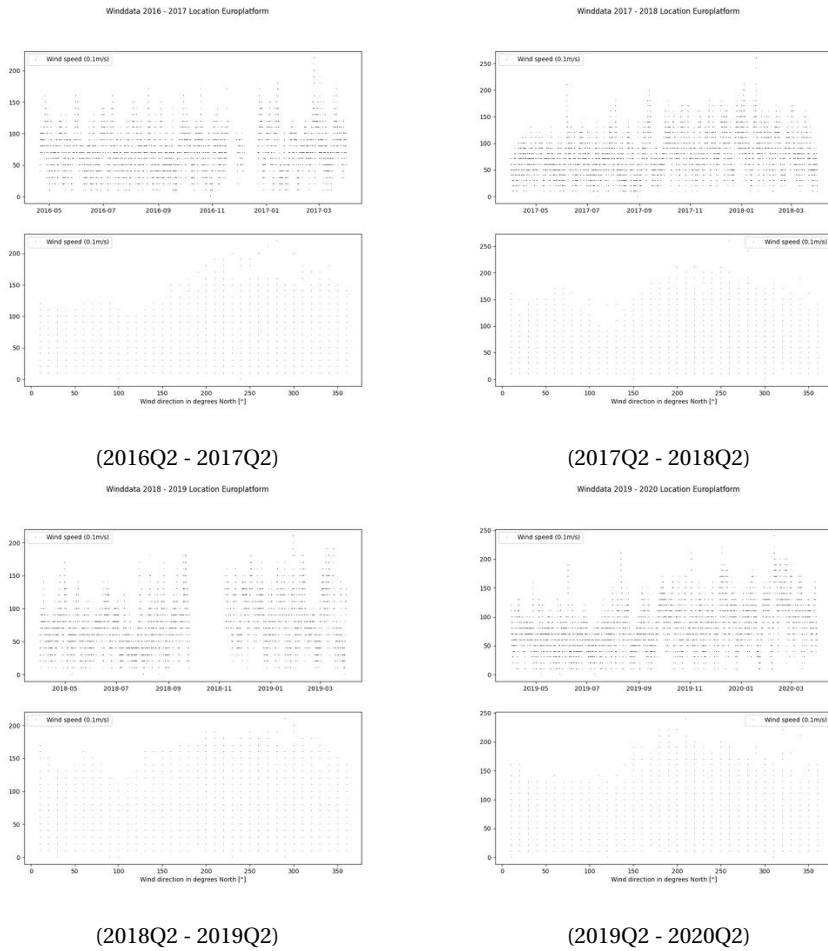 Winddata 2016 - 2017 Location Europlatform
Wind speed (0.1m/s)
200
150
100
50
0
2016-05 2016-07 2016-09 2016-11 2017-01 2017-03
Wind speed (0.1m/s)
200
150
100
50
0
0 50 100 150 200 250 300 350
Wind direction in degrees North [°]
(2016Q2 - 2017Q2)
Winddata 2017 - 2018 Location Europlatform
Wind speed (0.1m/s)
250
200
150
100
50
0
2017-05 2017-07 2017-09 2017-11 2018-01 2018-03
Wind speed (0.1m/s)
250
200
150
100
50
0
0 50 100 150 200 250 300 350
Wind direction in degrees North [°]
(2017Q2 - 2018Q2)
Winddata 2018 - 2019 Location Europlatform
Wind speed (0.1m/s)
200
150
100
50
0
2018-05 2018-07 2018-09 2018-11 2019-01 2019-03
Wind speed (0.1m/s)
200
150
100
50
0
0 50 100 150 200 250 300 350
Wind direction in degrees North [°]
(2018Q2 - 2019Q2)
Winddata 2019 - 2020 Location Europlatform
Wind speed (0.1m/s)
250
200
150
100
50
0
2019-05 2019-07 2019-09 2019-11 2020-01 2020-03
Wind speed (0.1m/s)
250
200
150
100
50
0
0 50 100 150 200 250 300 350
Wind direction in degrees North [°]
(2019Q2 - 2020Q2)